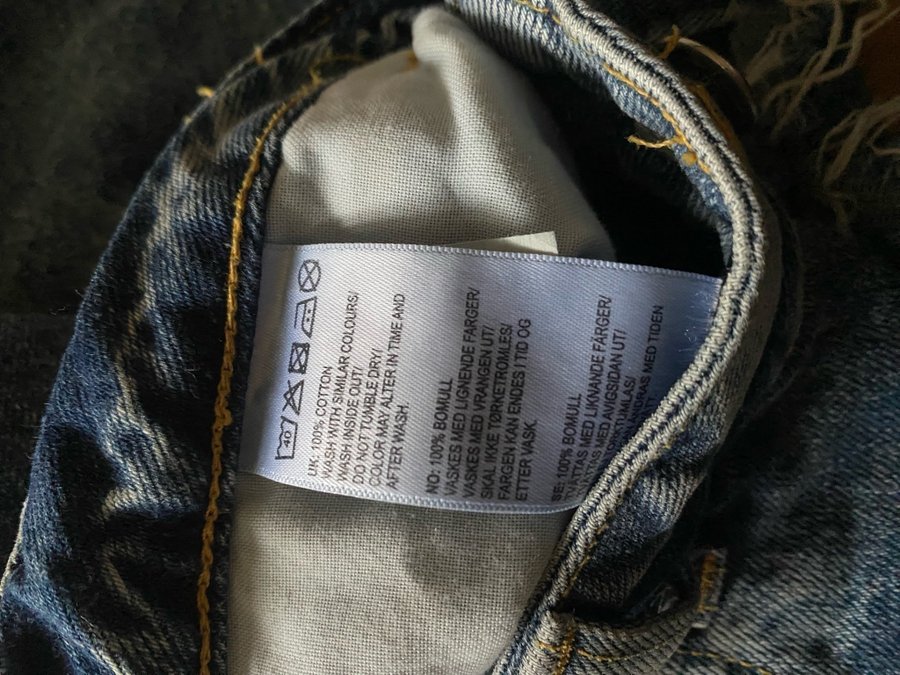 40
UK: 100% COTTON
WASH WITH SIMILAR COLOURS/
WASH INSIDE OUT/
DO NOT TUMBLE DRY/
COLOR MAY ALTER IN TIME AND
AFTER WASH.
NO: 100% BOMULL
VASKES MED LIGNENDE FARGER/
VASKES MED VRANGEN UT/
SKAL IKKE TØRKETROMLES/
FARGEN KAN ENDES I TID OG
ETTER WASK.
SE: 100% BOMULL
TVÄTTAS MED LIKNANDE FÄRGER/
TVÄTTAS MED AVIGSIDAN UT/
MED TIDEN